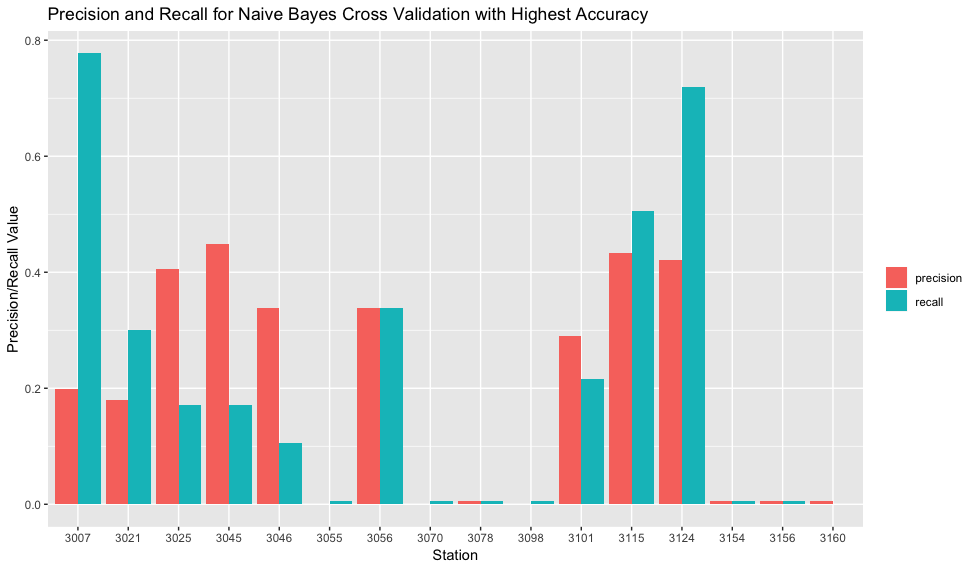 Precision and Recall for Naive Bayes Cross Validation with Highest Accuracy
Precision/Recall Value
0.8
0.6
0.4
0.2
0.0
3007 3021 3025 3045 3046 3055 3056 3070 3078 3098 3101 3115 3124 3154 3156 3160
Station
precision
recall